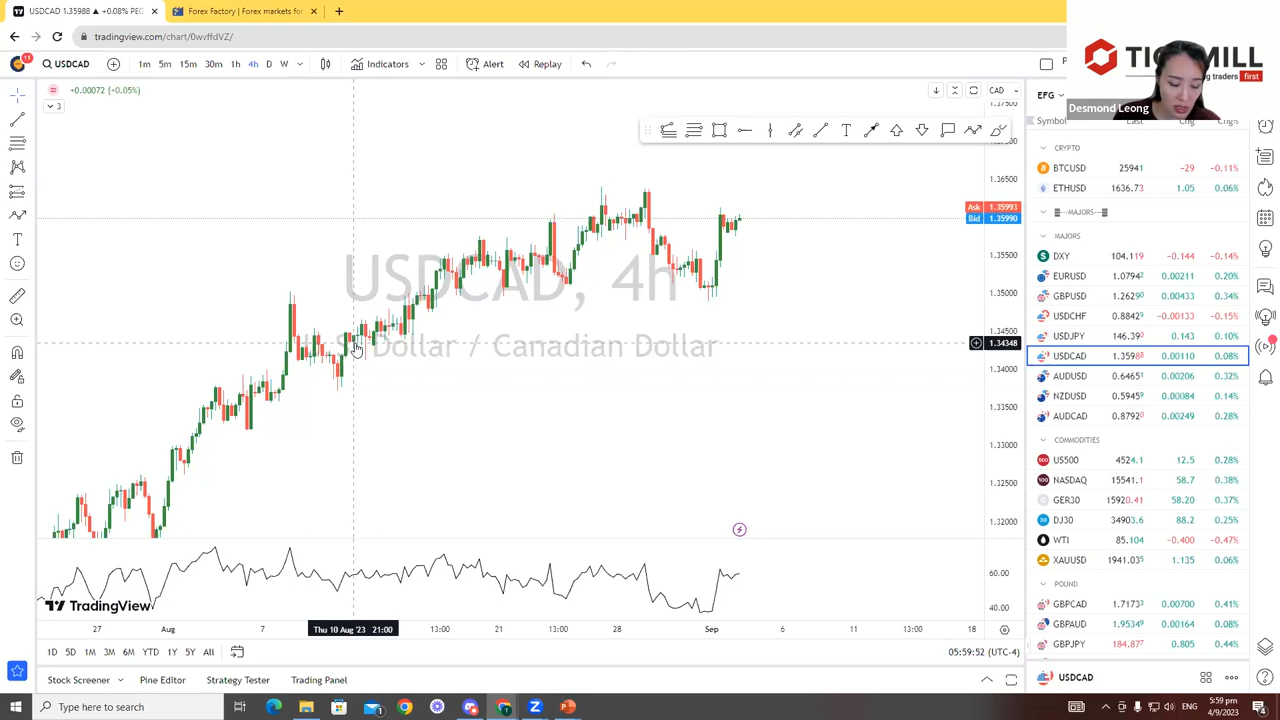 USDCAD 1.35988 ▲ +0.08% PEG
Forex Factory | Forex markets for
tradingview.com/chart/0wvffdVZ/
11
USDCAD
1m 5m 15m 30m 1h 4h D W
Indicators
Alert
Replay
TICKMILL
first
Desmond Leong
+0.00072 (+0.05%)
3
CAD
EFG
Symbol Last Chg Chg%
CRYPTO
BTCUSD 25941 -29 -0.11%
ETHUSD 1636.73 1.05 0.06%
---MAJORS---
MAJORS
DXY 104.119 -0.144 -0.14%
EURUSD 1.07942 0.00211 0.20%
GBPUSD 1.26290 0.00433 0.34%
USDCHF 0.88429 -0.00133 -0.15%
USDJPY 146.390 0.143 0.10%
USDCAD 1.35988 0.00110 0.08%
AUDUSD 0.64651 0.00206 0.32%
NZDUSD 0.59459 0.00084 0.14%
AUDCAD 0.87920 0.00249 0.28%
COMMODITIES
US500 4524.1 12.5 0.28%
NASDAQ 15541.1 58.7 0.38%
GER30 15920.41 58.20 0.37%
DJ30 34903.6 88.2 0.25%
WTI 85.104 -0.400 -0.47%
XAUUSD 1941.035 1.135 0.06%
POUND
GBPCAD 1.71733 0.00700 0.41%
GBPAUD 1.95349 0.00164 0.08%
GBPJPY 184.877 0.805 0.44%
USDCAD
1.37500
1.36500
Ask 1.35993
Bid 1.35990
1.35500
1.35000
1.34500
1.34348
1.34000
1.33500
1.33000
1.32500
1.32000
60.00
40.00
USDCAD, 4h
Dollar / Canadian Dollar
TradingView
27 Aug 7 Thu 10 Aug '23 21:00 13:00 21 13:00 28 Sep 6 11 13:00 18
1D 5D 1M 3M 6M YTD 1Y 5Y All
05:59:52 (UTC-4)
Stock Screener Pine Editor Strategy Tester Trading Panel
Type here to search
5:59 pm
4/9/2023